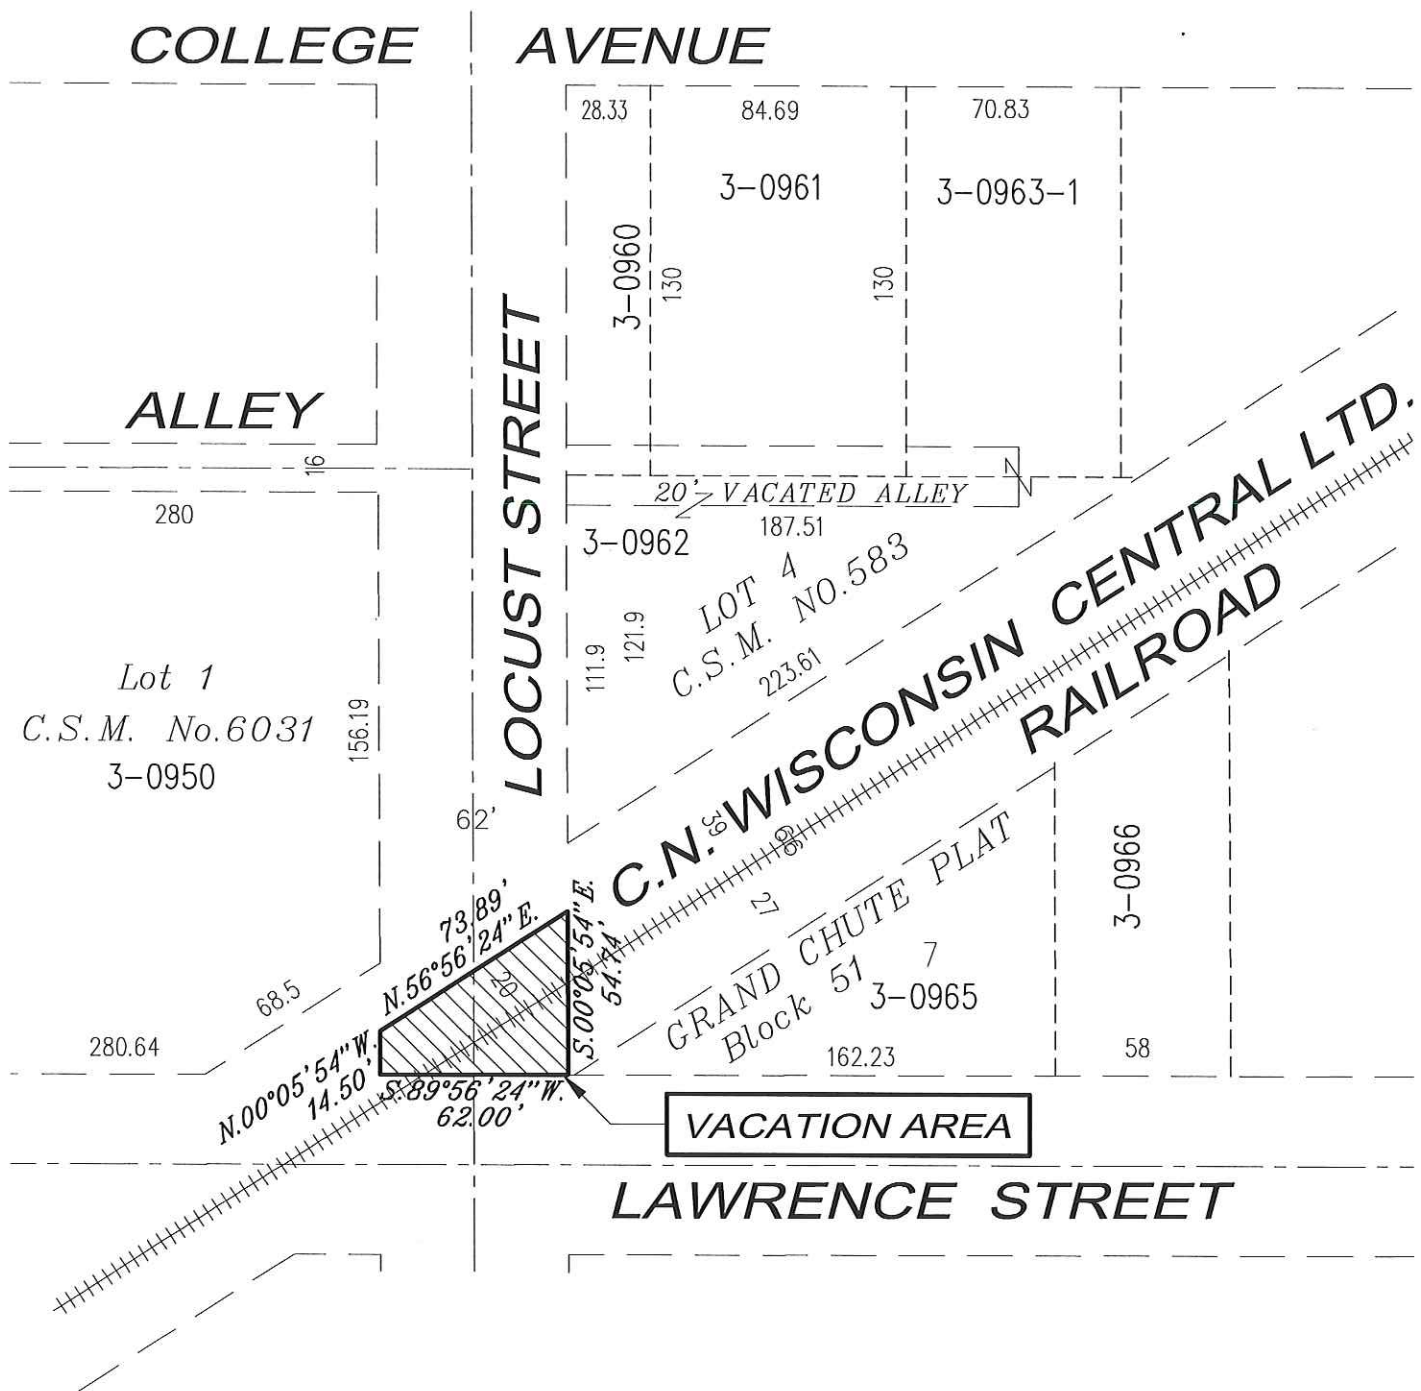 COLLEGE AVENUE
28.33
84.69
70.83
3-0961
3-0963-1
3-0960
130
130
LOCUST STREET
ALLEY
16
280
20' VACATED ALLEY
187.51
3-0962
LOT 4
C.S.M. NO.583
111.9
121.9
223.61
Lot 1
C.S.M. No.6031
3-0950
156.19
62'
C.N. WISCONSIN CENTRAL LTD.
RAILROAD
39
66
27
GRAND CHUTE PLAT
Block 51
7
3-0965
3-0966
73.89'
N.56°56'24"E.
20
S.00°05'54"E.
54.74'
68.5
280.64
N.00°05'54"W.
14.50'
S.89°56'24"W.
62.00'
162.23
58
VACATION AREA
LAWRENCE STREET